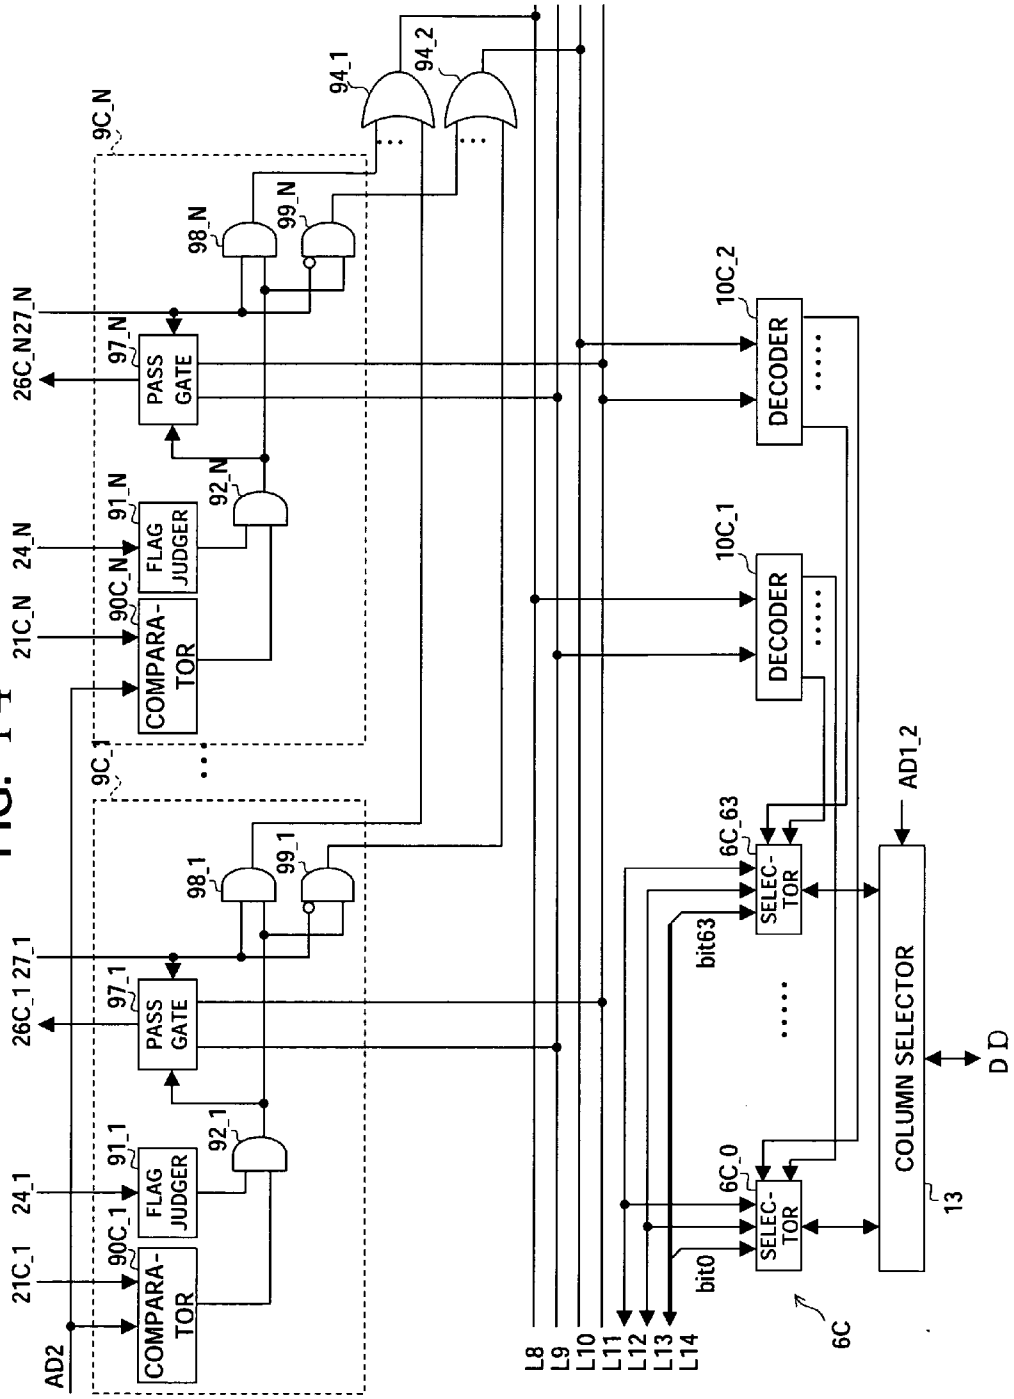 FIG. 14
26C_N 27_N
24_N
21C_N
26C_1 27_1
24_1
21C_1
AD2
9C_N
9C_1
97_N
PASS GATE
91_N
FLAG JUDGER
90C_N
COMPARA-TOR
92_N
98_N
99_N
94_1
94_2
97_1
PASS GATE
91_1
FLAG JUDGER
90C_1
COMPARA-TOR
92_1
98_1
99_1
L8
L9
L10
L11
L12
L13
L14
10C_2
DECODER
10C_1
DECODER
6C_63
SELEC-TOR
bit63
6C_0
SELEC-TOR
bit0
6C
AD1_2
COLUMN SELECTOR
13
DD